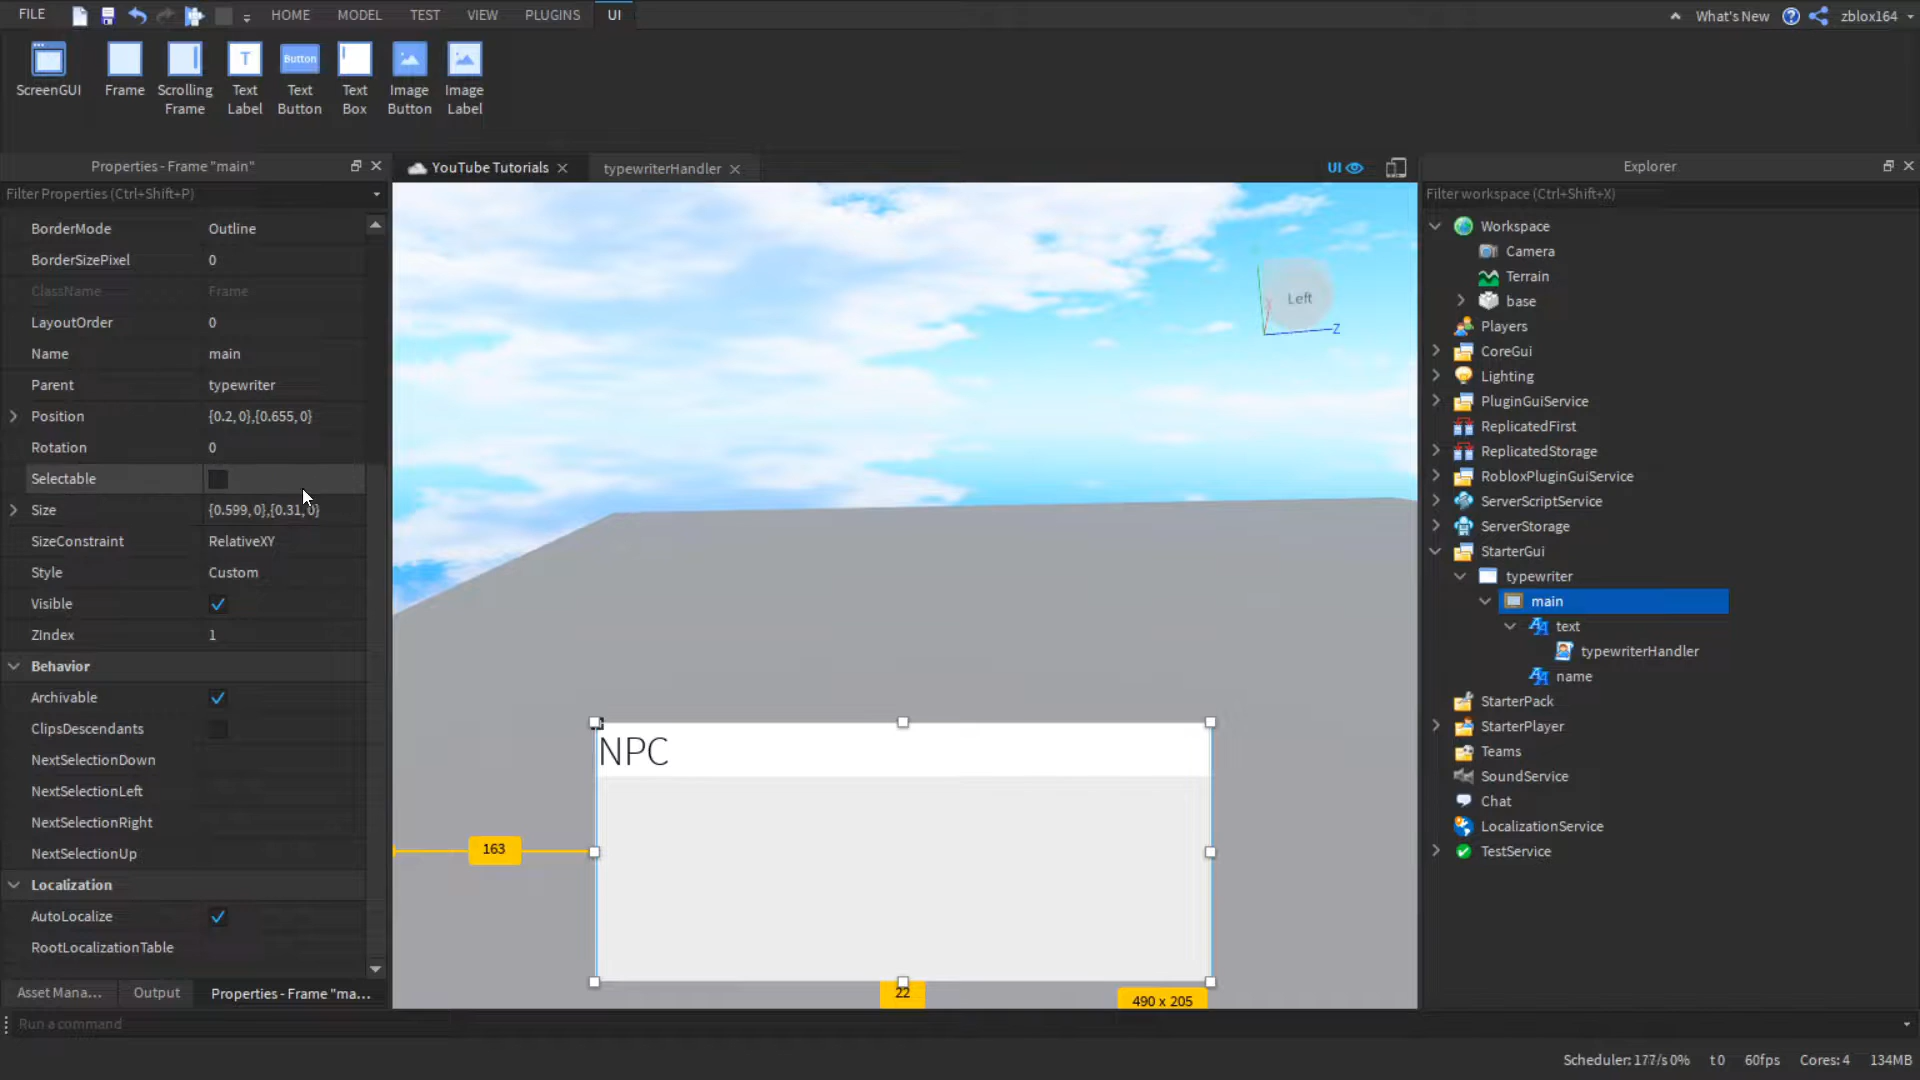 FILE HOME MODEL TEST VIEW PLUGINS UI What's New zblox164
ScreenGUI Frame Scrolling Frame Text Label Button Text Button Text Box Image Button Image Label
Properties - Frame "main"
Filter Properties (Ctrl+Shift+P)
BorderMode Outline
BorderSizePixel 0
ClassName Frame
LayoutOrder 0
Name main
Parent typewriter
Position {0.2, 0},{0.655, 0}
Rotation 0
Selectable
Size {0.599, 0},{0.31, 0}
SizeConstraint RelativeXY
Style Custom
Visible
ZIndex 1
Behavior
Archivable
ClipsDescendants
NextSelectionDown
NextSelectionLeft
NextSelectionRight
NextSelectionUp
Localization
AutoLocalize
RootLocalizationTable
Asset Mana... Output Properties - Frame "ma...
YouTube Tutorials typewriterHandler UI
Left
Z
NPC
163
22
490 x 205
Explorer
Filter workspace (Ctrl+Shift+X)
Workspace
Camera
Terrain
base
Players
CoreGui
Lighting
PluginGuiService
ReplicatedFirst
ReplicatedStorage
RobloxPluginGuiService
ServerScriptService
ServerStorage
StarterGui
typewriter
main
text
typewriterHandler
name
StarterPack
StarterPlayer
Teams
SoundService
Chat
LocalizationService
TestService
Run a command
Scheduler: 177/s 0% t 0 60fps Cores: 4 134MB